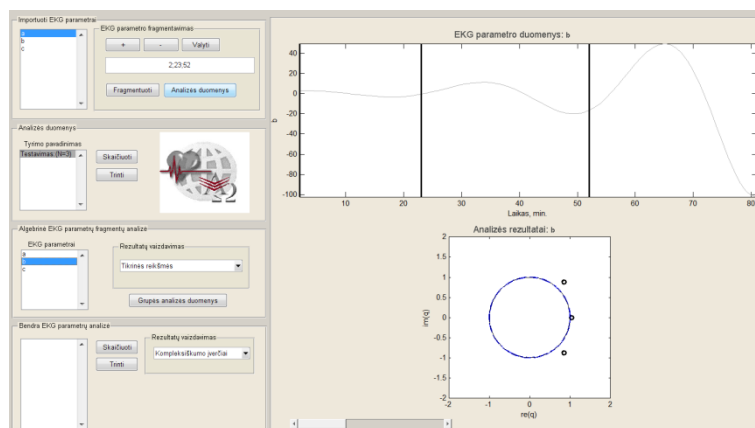 Importuoti EKG parametrai
a
b
c
EKG parametro fragmentavimas
+
-
Valyti
2;23;52
Fragmentuoti
Analizės duomenys
Analizės duomenys
Tyrimo pavadinimas
Testavimas (N=3)
Skaičiuoti
Trinti
ΑΩ
Algebrinė EKG parametrų fragmentų analizė
EKG parametrai
a
b
c
Rezultatų vaizdavimas
Tikrinės reikšmės
Grupės analizės duomenys
Bendra EKG parametrų analizė
Skaičiuoti
Trinti
Rezultatų vaizdavimas
Kompleksiškumo įverčiai
EKG parametro duomenys: b
40
20
0
-20
-40
-60
-80
-100
b
10
20
30
40
50
60
70
80
Laikas, min.
Analizės rezultatai: b
2
1.5
1
0.5
0
-0.5
-1
-1.5
-2
im(q)
-2
-1
0
1
2
re(q)